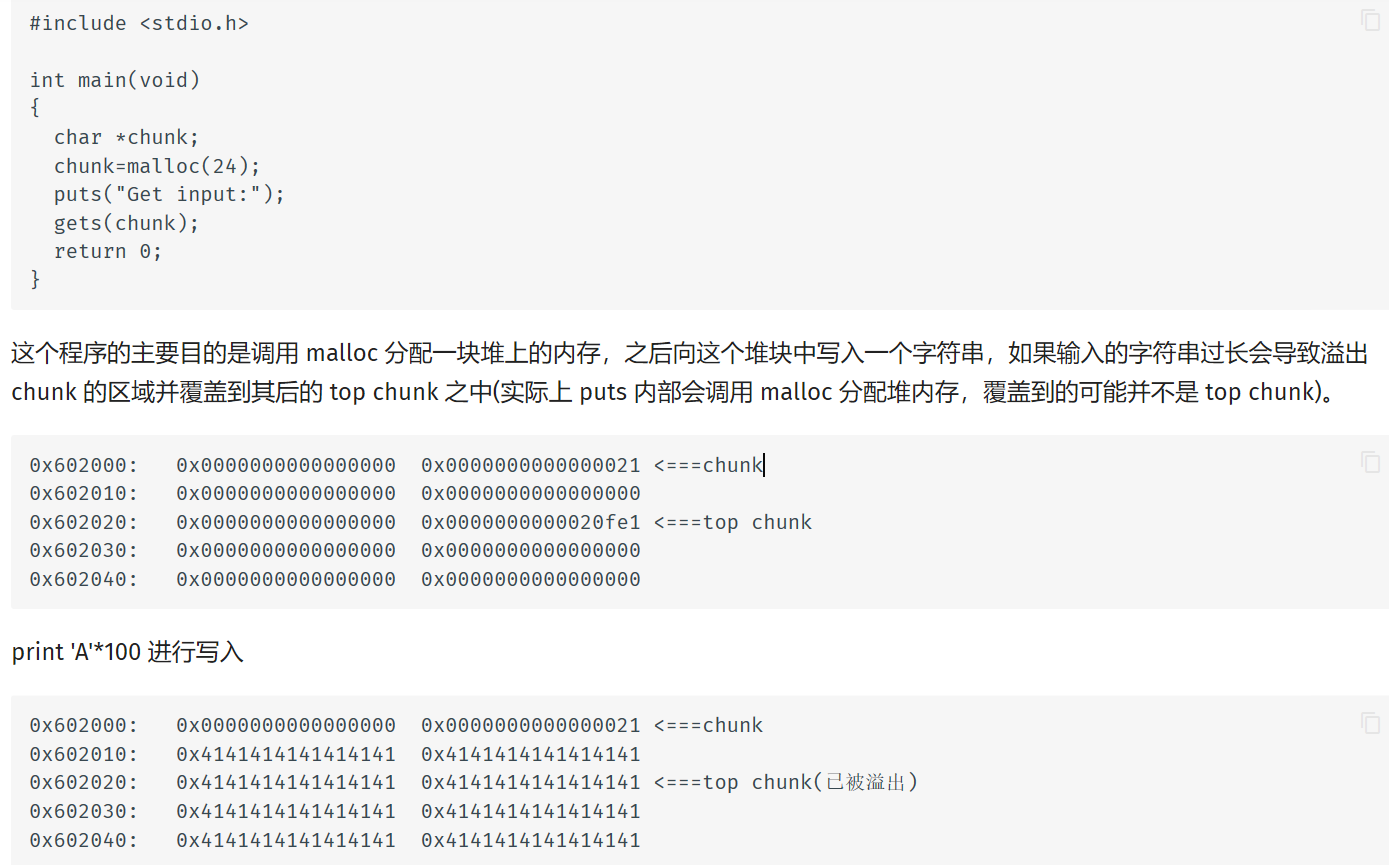 #include <stdio.h>
int main(void)
{
  char *chunk;
  chunk=malloc(24);
  puts("Get input:");
  gets(chunk);
  return 0;
}
这个程序的主要目的是调用 malloc 分配一块堆上的内存，之后向这个堆块中写入一个字符串，如果输入的字符串过长会导致溢出
chunk 的区域并覆盖到其后的 top chunk 之中(实际上 puts 内部会调用 malloc 分配堆内存，覆盖到的可能并不是 top chunk)。
0x602000:   0x0000000000000000  0x0000000000000021 <===chunk
0x602010:   0x0000000000000000  0x0000000000000000
0x602020:   0x0000000000000000  0x0000000000020fe1 <===top chunk
0x602030:   0x0000000000000000  0x0000000000000000
0x602040:   0x0000000000000000  0x0000000000000000
print 'A'*100 进行写入
0x602000:   0x0000000000000000  0x0000000000000021 <===chunk
0x602010:   0x4141414141414141  0x4141414141414141
0x602020:   0x4141414141414141  0x4141414141414141 <===top chunk(已被溢出)
0x602030:   0x4141414141414141  0x4141414141414141
0x602040:   0x4141414141414141  0x4141414141414141